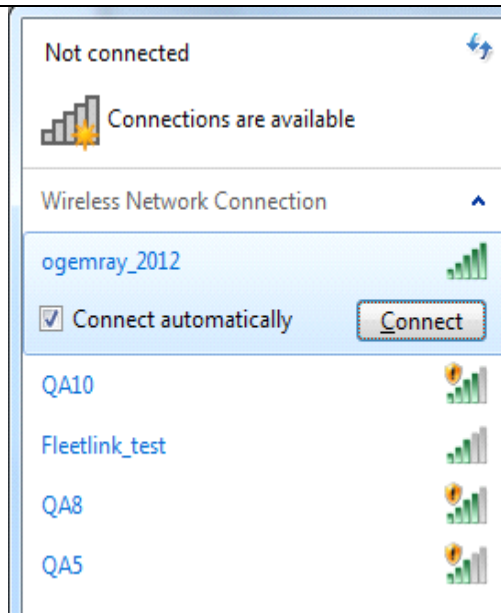 Not connected
Connections are available
Wireless Network Connection
ogemray_2012
Connect automatically Connect
QA10
Fleetlink_test
QA8
QA5